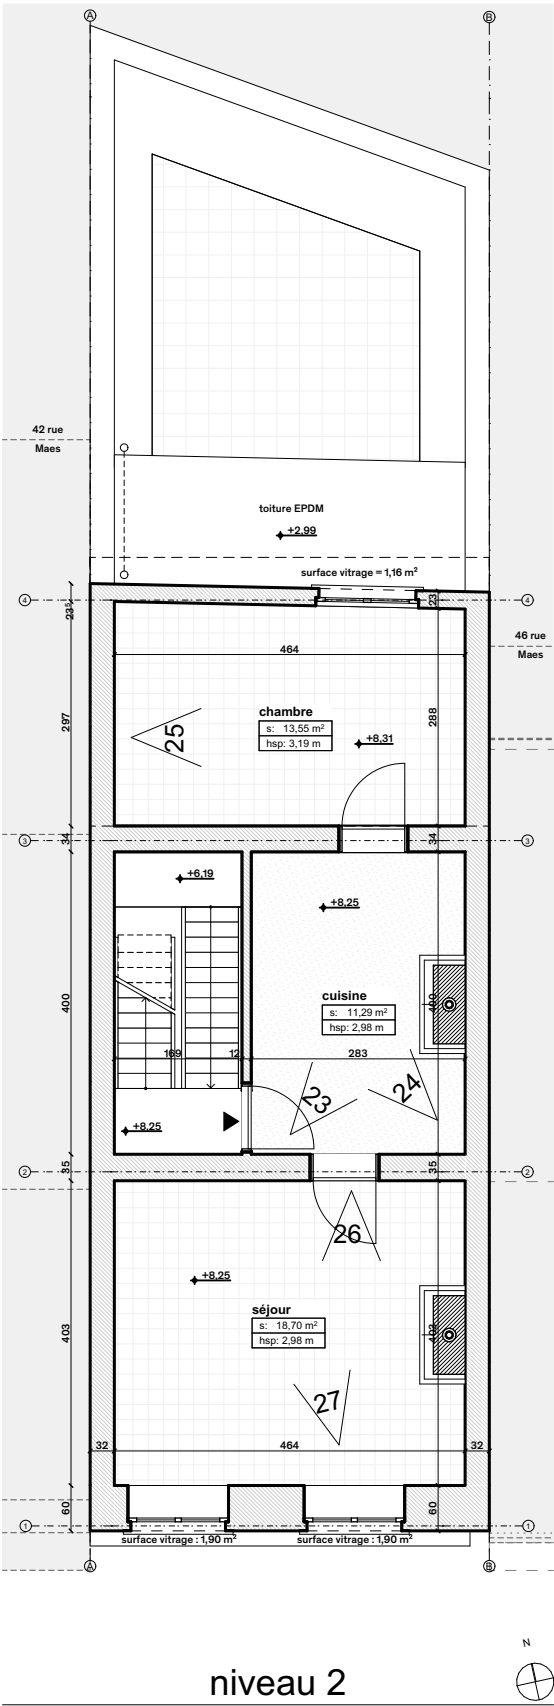 A
B
42 rue
Maes
toiture EPDM
+2,99
surface vitrage = 1,16 m²
4
4
23⁵
23
46 rue
Maes
464
297
288
chambre
s: 13,55 m²
hsp: 3,19 m
25
+8,31
3
3
34
34
+6,19
+8,25
cuisine
s: 11,29 m²
hsp: 2,98 m
400
400
169
12
283
23
24
+8,25
2
2
35
35
26
+8,25
séjour
s: 18,70 m²
hsp: 2,98 m
403
403
27
32
464
32
60
60
1
1
surface vitrage : 1,90 m²
surface vitrage : 1,90 m²
A
B
N
niveau 2